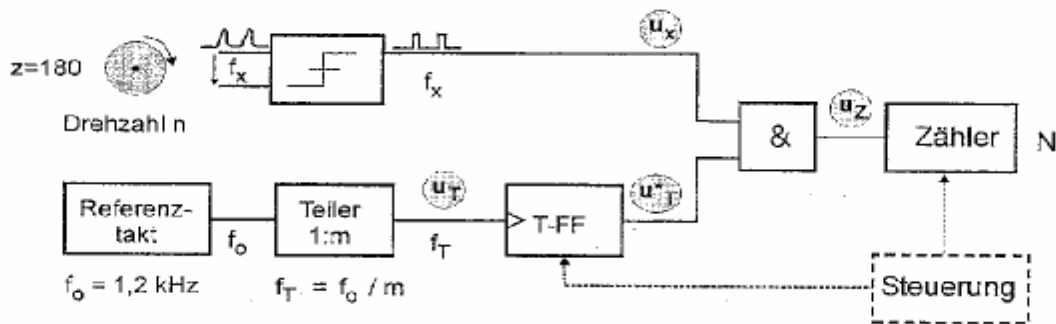 z=180
Drehzahl n
f_x
f_x
u_x
&
u_Z
Zähler
N
Referenz-
takt
f_o
f_o = 1,2 kHz
Teiler
1:m
f_T = f_o / m
u_T
f_T
T-FF
u*_T
Steuerung